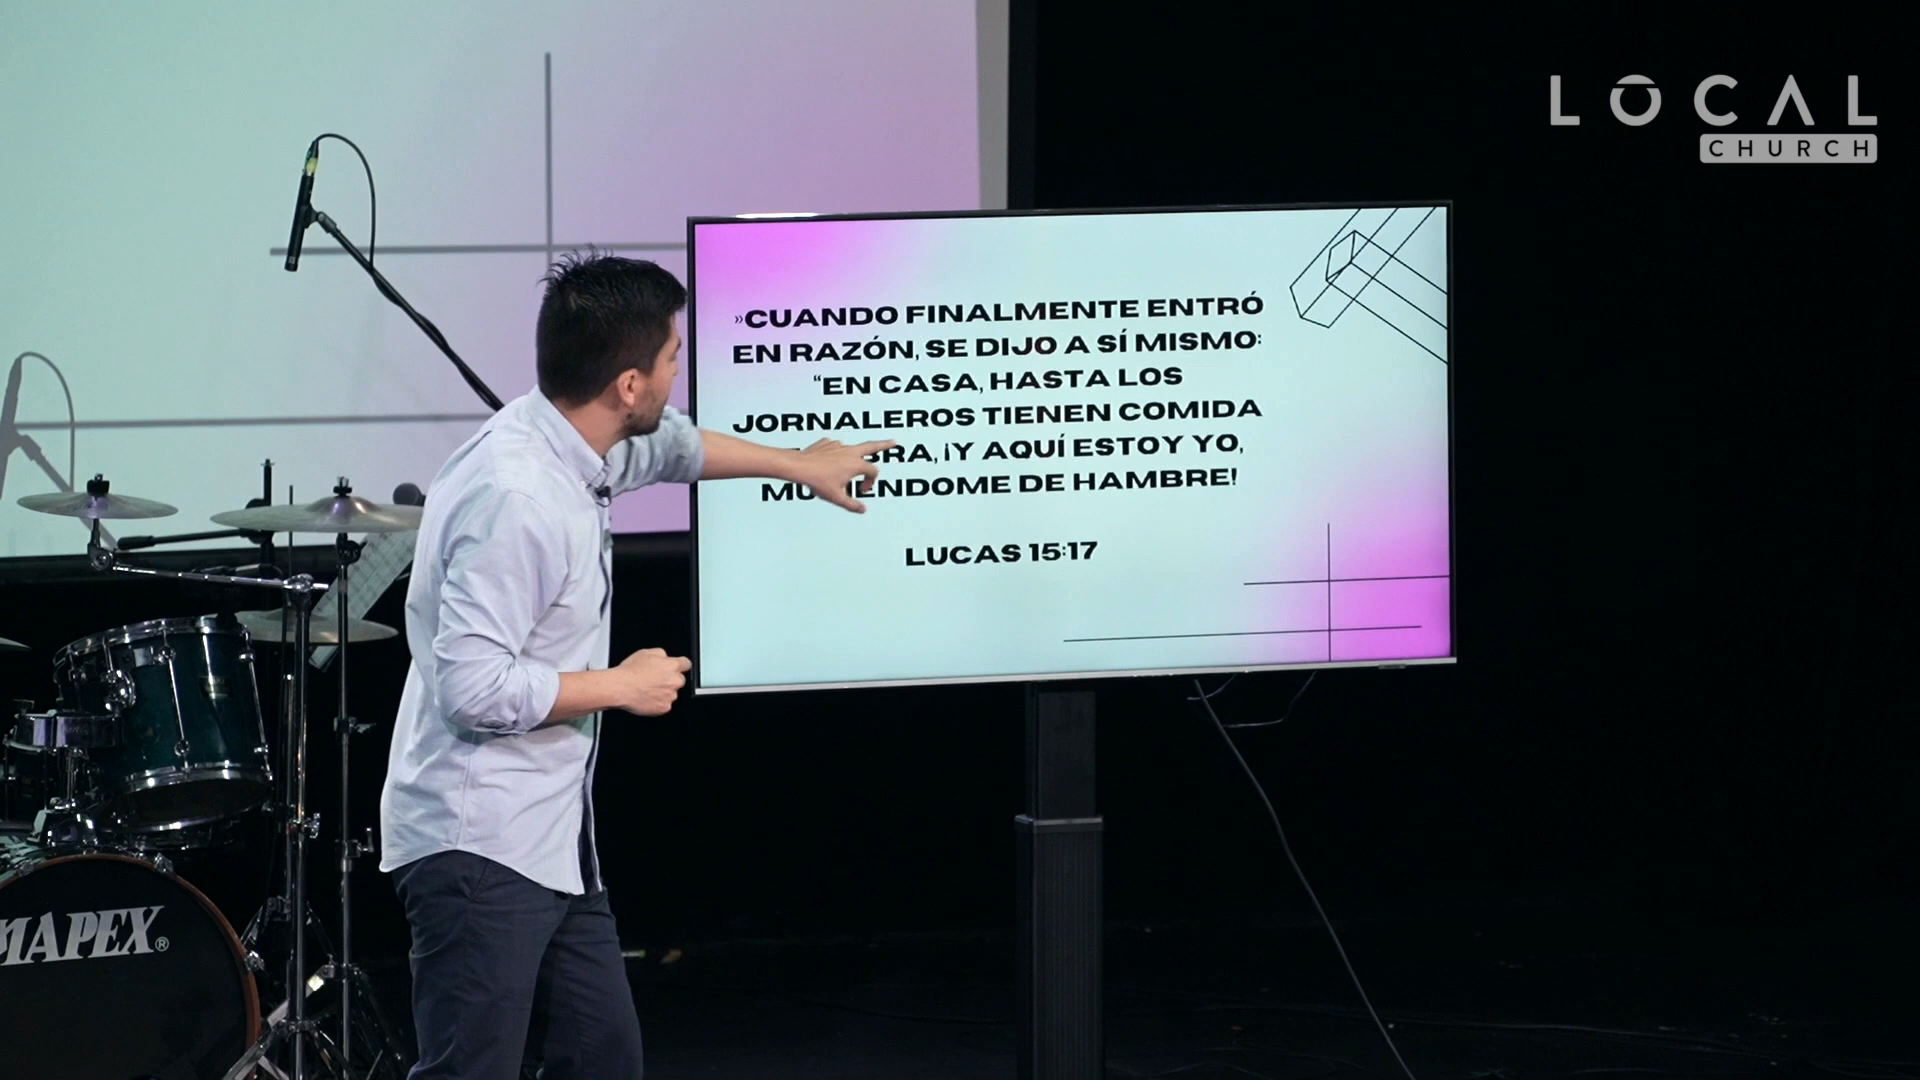 LOCAL
CHURCH
»CUANDO FINALMENTE ENTRÓ
EN RAZÓN, SE DIJO A SÍ MISMO:
“EN CASA, HASTA LOS
JORNALEROS TIENEN COMIDA
¡Y AQUÍ ESTOY YO,
DE HAMBRE!
LUCAS 15:17
MAPEX®